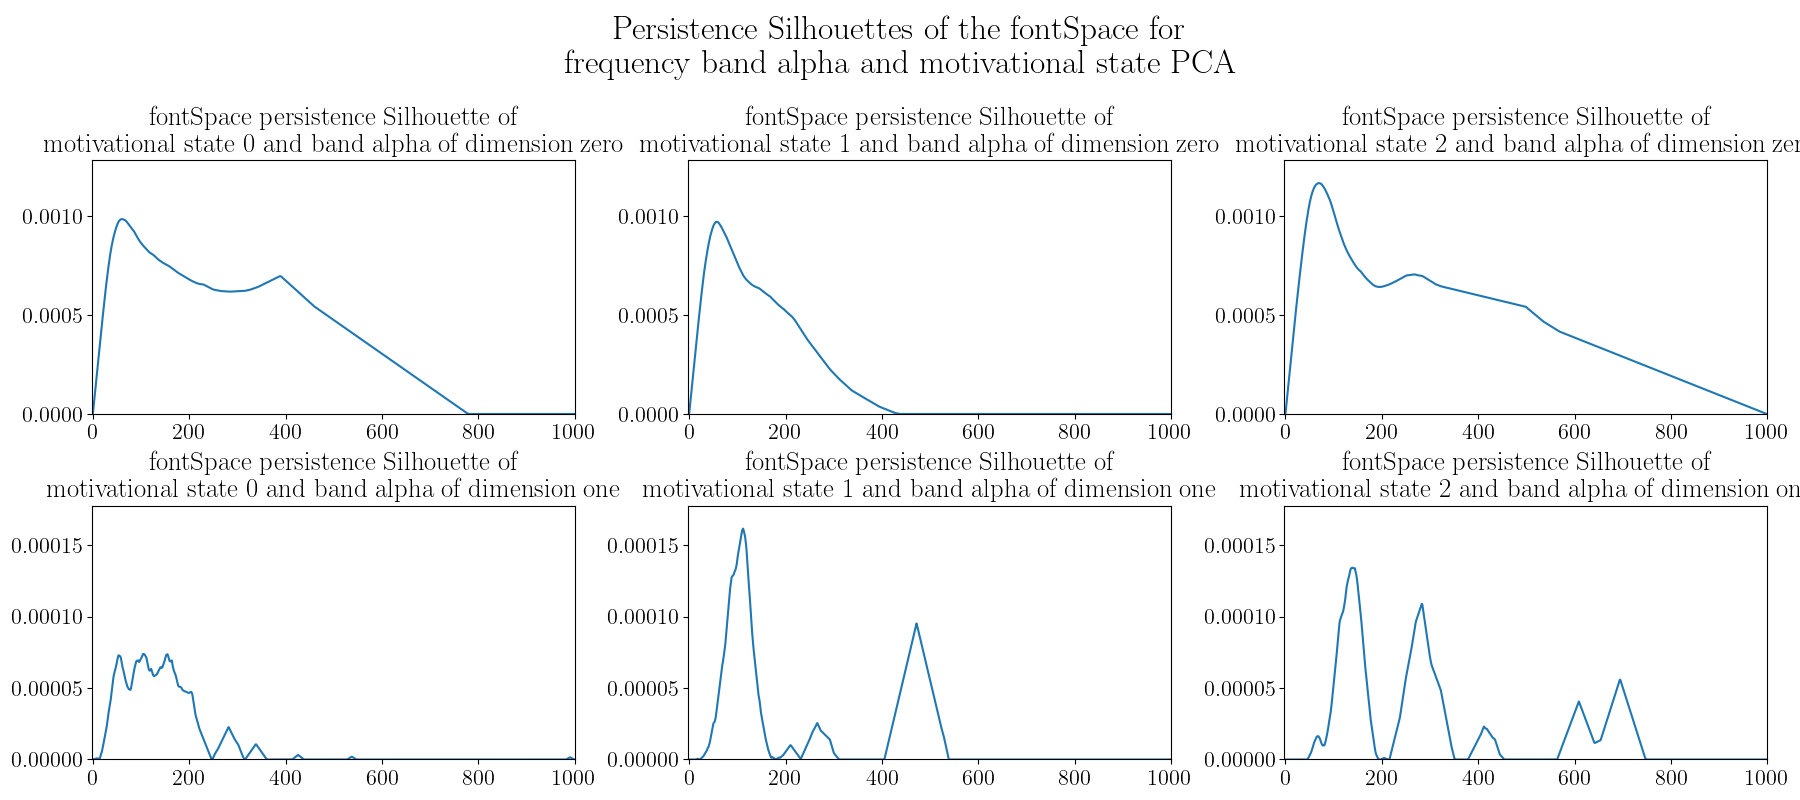 Persistence Silhouettes of the fontSpace for
frequency band alpha and motivational state PCA
fontSpace persistence Silhouette of
motivational state 0 and band alpha of dimension zero
0.0010
0.0005
0.0000
0 200 400 600 800 1000
fontSpace persistence Silhouette of
motivational state 1 and band alpha of dimension zero
0.0010
0.0005
0.0000
0 200 400 600 800 1000
fontSpace persistence Silhouette of
motivational state 2 and band alpha of dimension zer
0.0010
0.0005
0.0000
0 200 400 600 800 1000
fontSpace persistence Silhouette of
motivational state 0 and band alpha of dimension one
0.00015
0.00010
0.00005
0.00000
0 200 400 600 800 1000
fontSpace persistence Silhouette of
motivational state 1 and band alpha of dimension one
0.00015
0.00010
0.00005
0.00000
0 200 400 600 800 1000
fontSpace persistence Silhouette of
motivational state 2 and band alpha of dimension on
0.00015
0.00010
0.00005
0.00000
0 200 400 600 800 1000